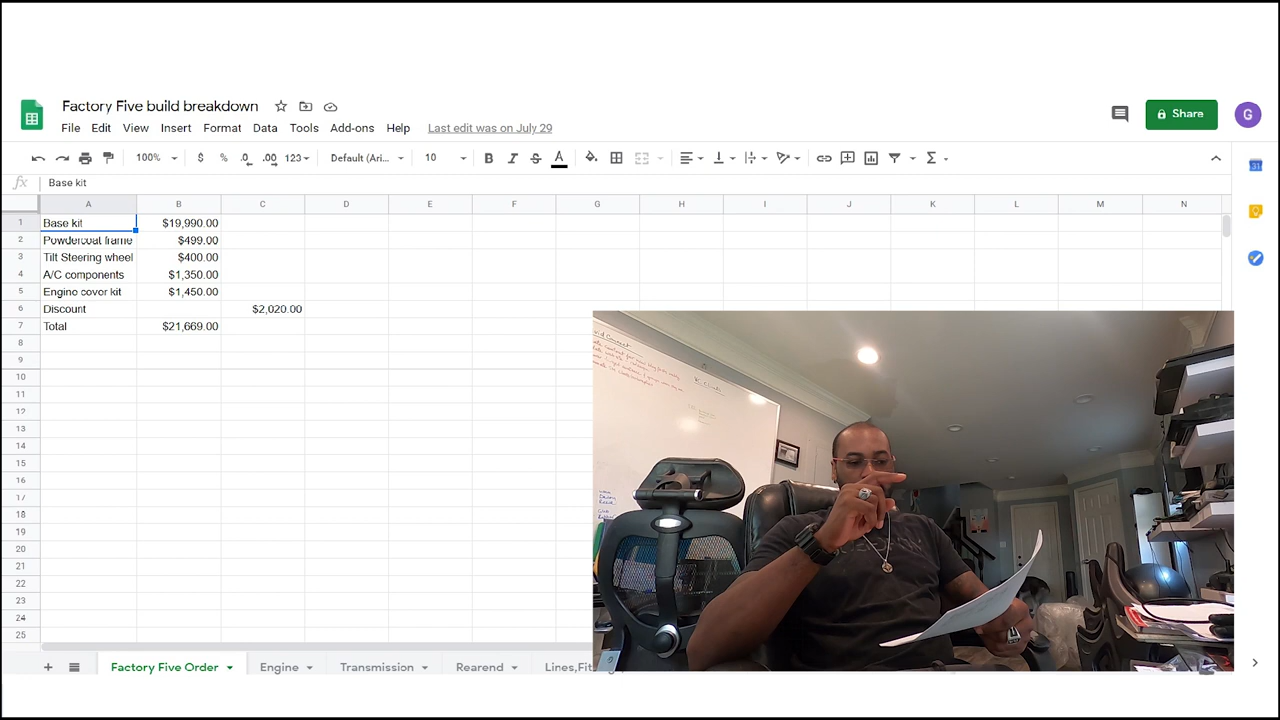 Factory Five build breakdown
File Edit View Insert Format Data Tools Add-ons Help Last edit was on July 29
Share G
100% $ % .0 .00 123 Default (Ari... 10 B I S A
fx Base kit
A B C D E F G H I J K L M N
1 Base kit $19,990.00
2 Powdercoat frame $499.00
3 Tilt Steering wheel $400.00
4 A/C components $1,350.00
5 Engine cover kit $1,450.00
6 Discount $2,020.00
7 Total $21,669.00
8
9
10
11
12
13
14
15
16
17
18
19
20
21
22
23
24
25
Factory Five Order Engine Transmission Rearend